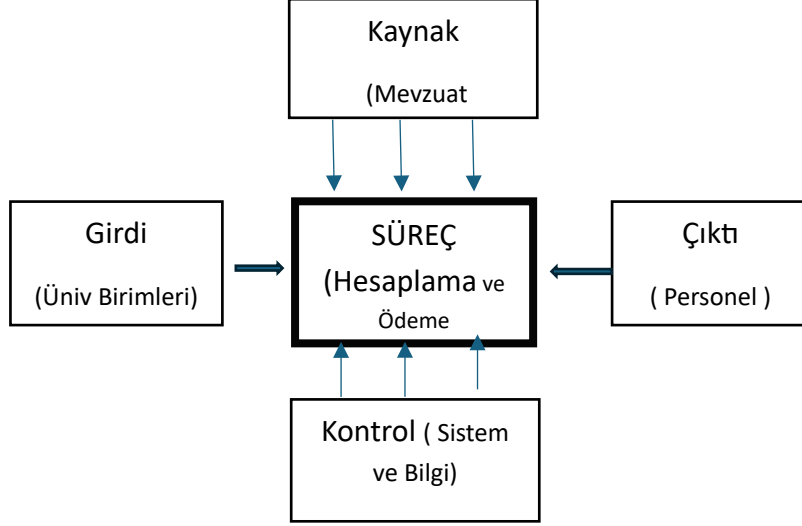 Kaynak
(Mevzuat
Girdi
(Üniv Birimleri)
SÜREÇ
(Hesaplama ve
Ödeme
Çıktı
( Personel )
Kontrol ( Sistem
ve Bilgi)